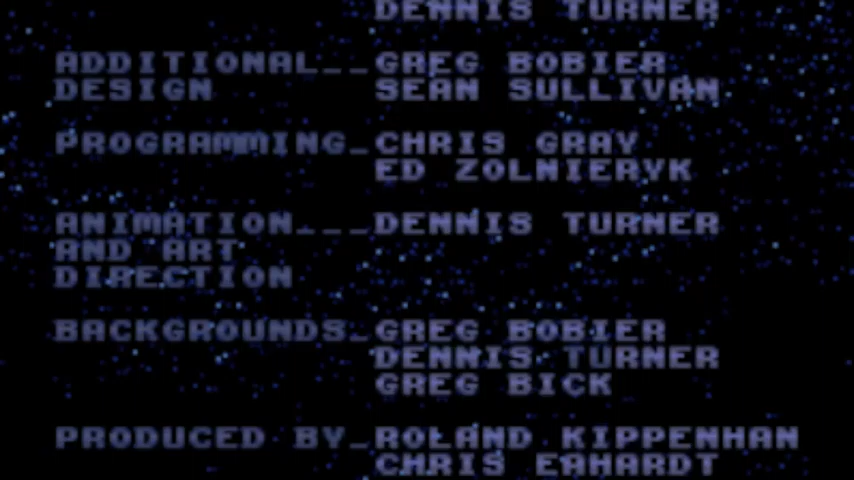 DENNIS TURNER
ADDITIONAL__GREG BOBIER
DESIGN SEAN SULLIVAN
PROGRAMMING_CHRIS GRAY
ED ZOLNIERYK
ANIMATION___DENNIS TURNER
AND ART
DIRECTION
BACKGROUNDS_GREG BOBIER
DENNIS TURNER
GREG BICK
PRODUCED BY_ROLAND KIPPENHAN
CHRIS EAHARDT